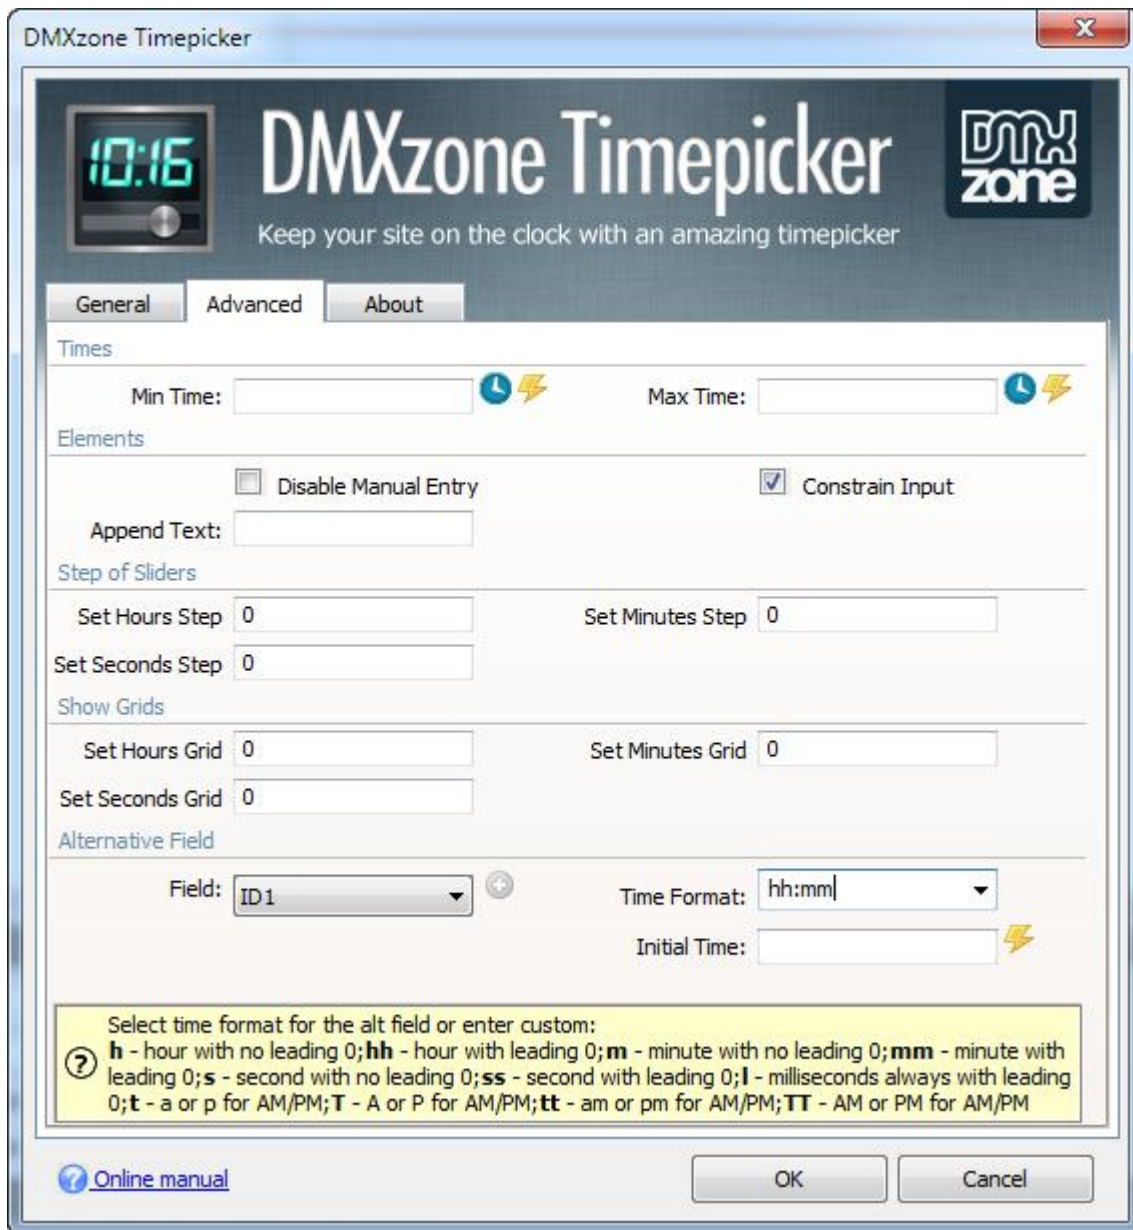 DMXzone Timepicker
X
10:16
DMXzone Timepicker
DMX
zone
Keep your site on the clock with an amazing timepicker
General
Advanced
About
Times
Min Time:
Max Time:
Elements
Disable Manual Entry
Constrain Input
Append Text:
Step of Sliders
Set Hours Step 0
Set Minutes Step 0
Set Seconds Step 0
Show Grids
Set Hours Grid 0
Set Minutes Grid 0
Set Seconds Grid 0
Alternative Field
Field: ID1
Time Format: hh:mm
Initial Time:
Select time format for the alt field or enter custom:
h - hour with no leading 0;hh - hour with leading 0;m - minute with no leading 0;mm - minute with
leading 0;s - second with no leading 0;ss - second with leading 0;l - milliseconds always with leading
0;t - a or p for AM/PM;T - A or P for AM/PM;tt - am or pm for AM/PM;TT - AM or PM for AM/PM
? Online manual
OK
Cancel